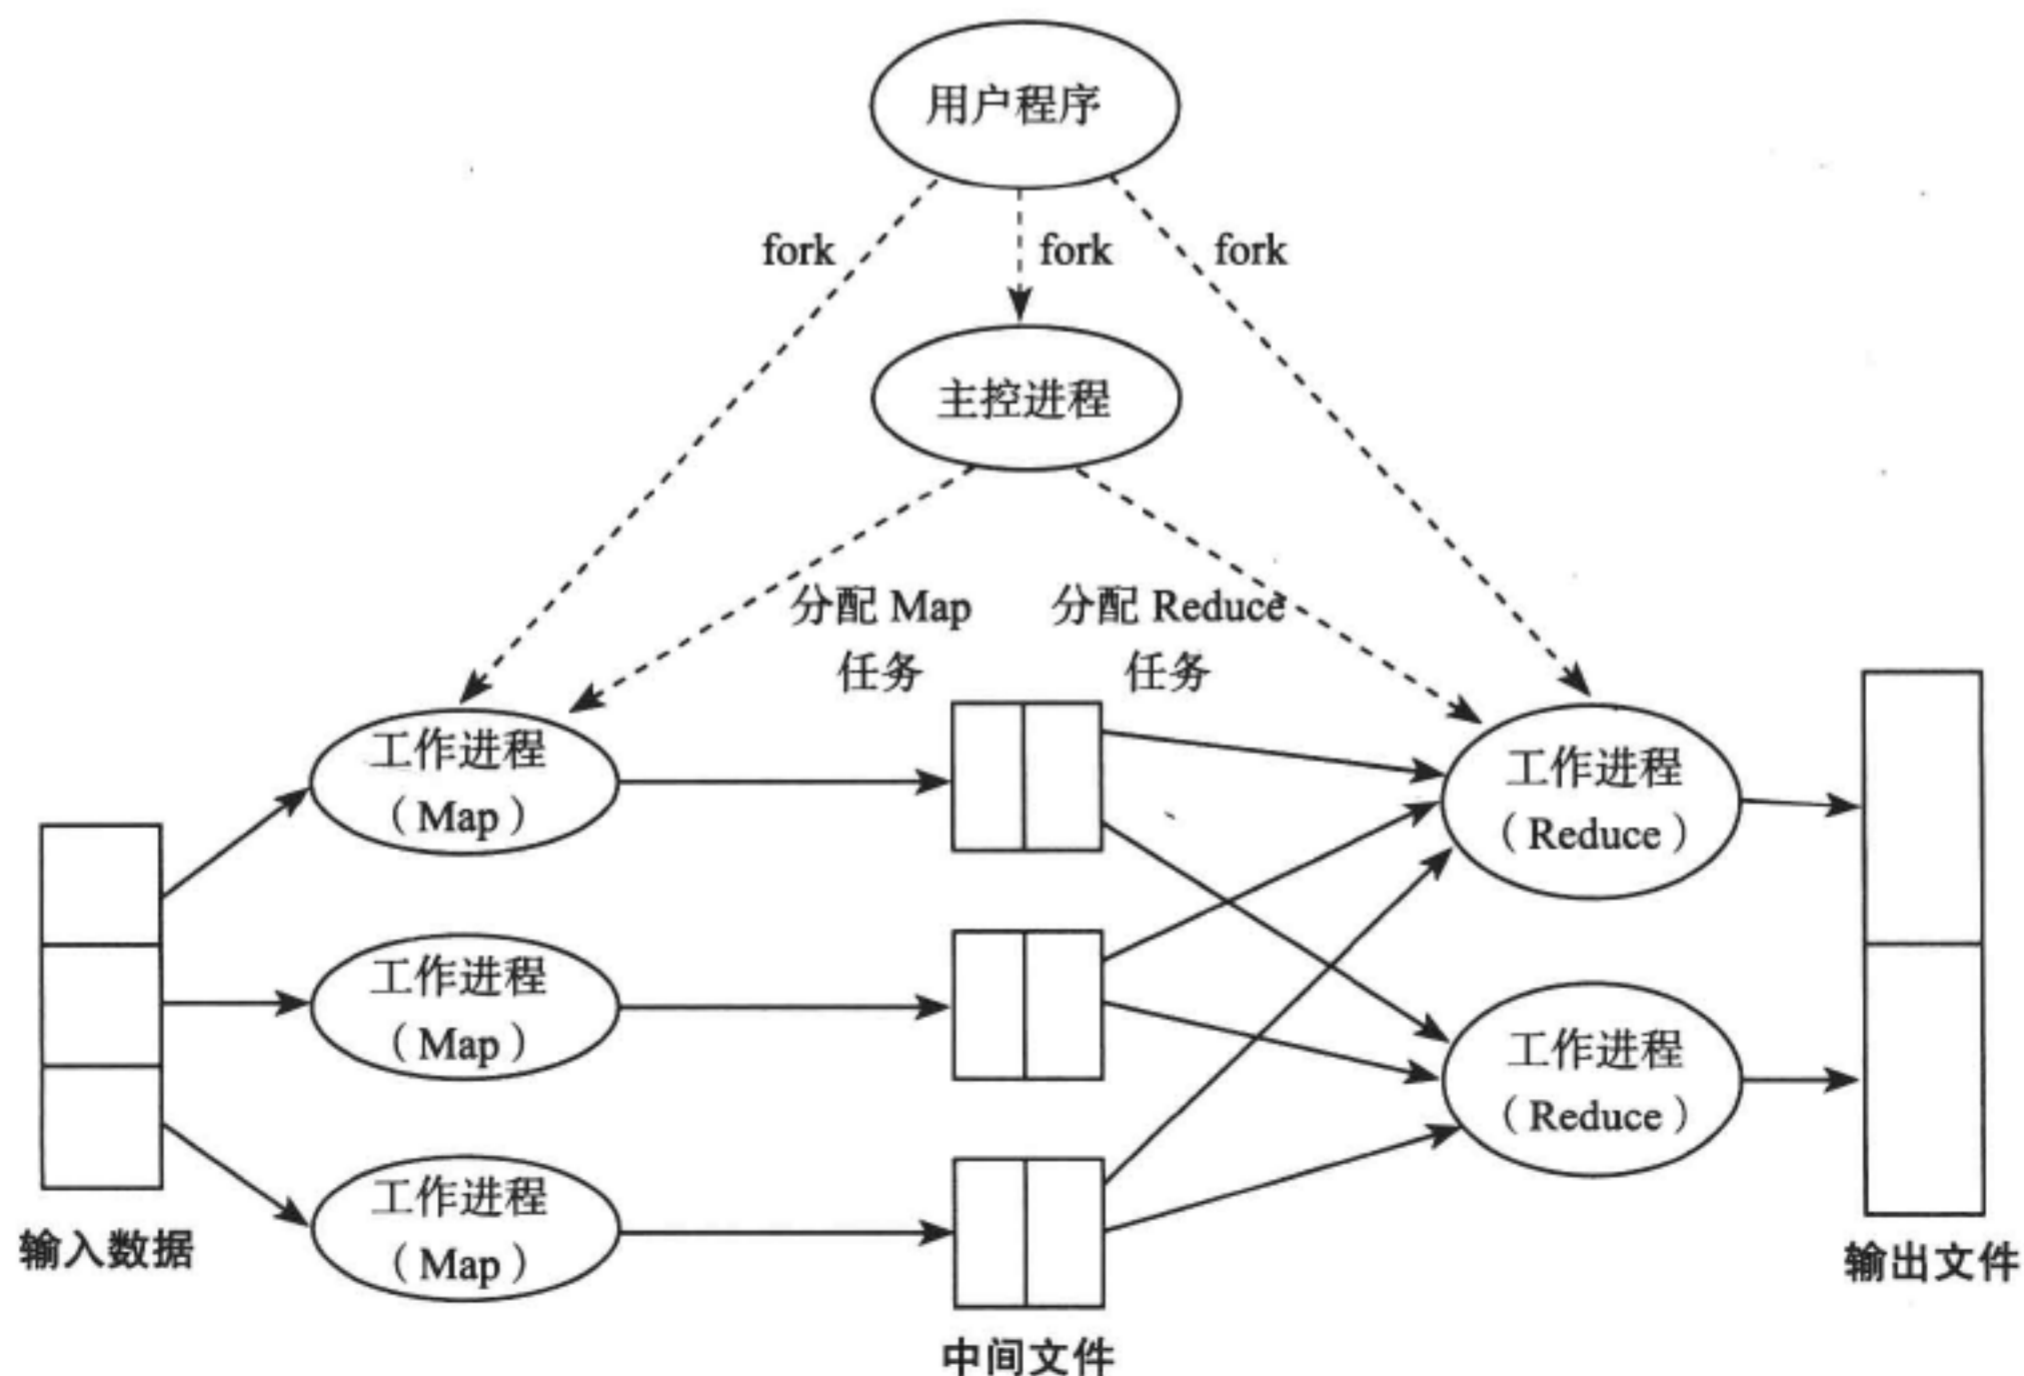 用户程序
fork
fork
fork
主控进程
分配 Map
任务
分配 Reduce
任务
工作进程
（Map）
工作进程
（Reduce）
工作进程
（Map）
工作进程
（Reduce）
工作进程
（Map）
输入数据
中间文件
输出文件